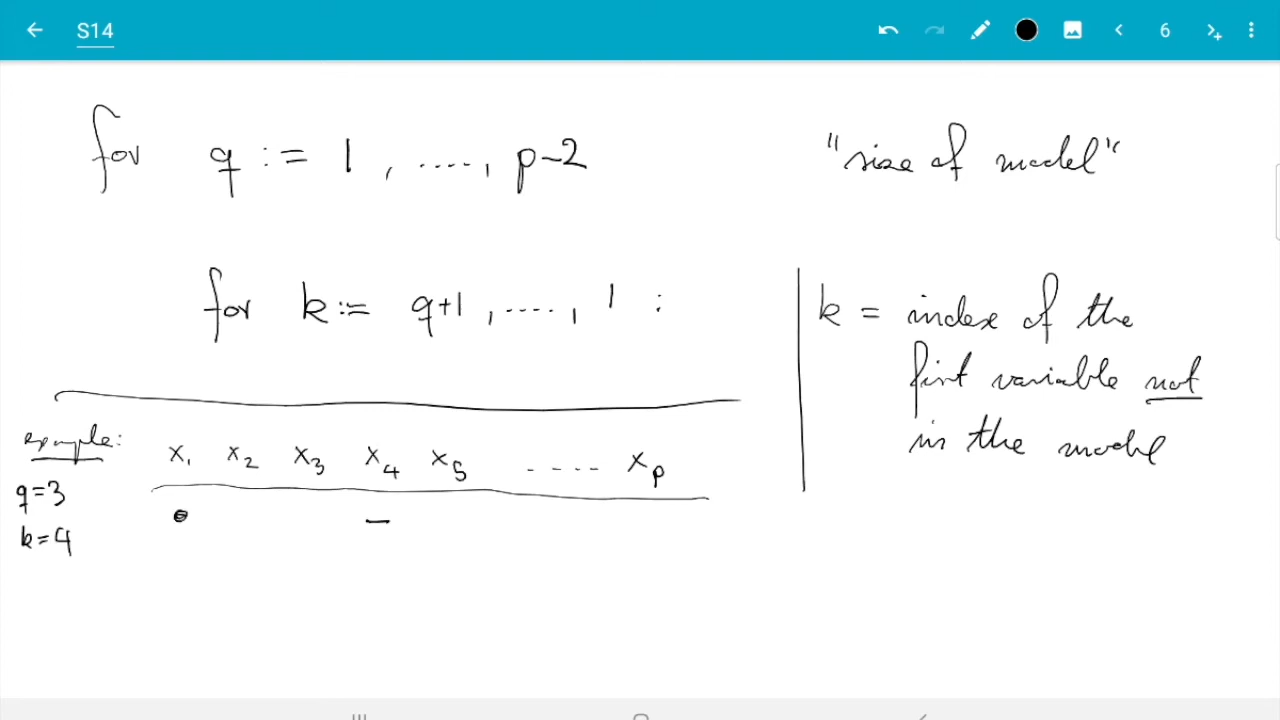 S14
6
for q := 1 , ....., p-2
"size of model"
for k := q+1 , ....., 1 :
k = index of the
first variable not
in the model
example:
x1 x2 x3 x4 x5 .... xp
q=3
k=4